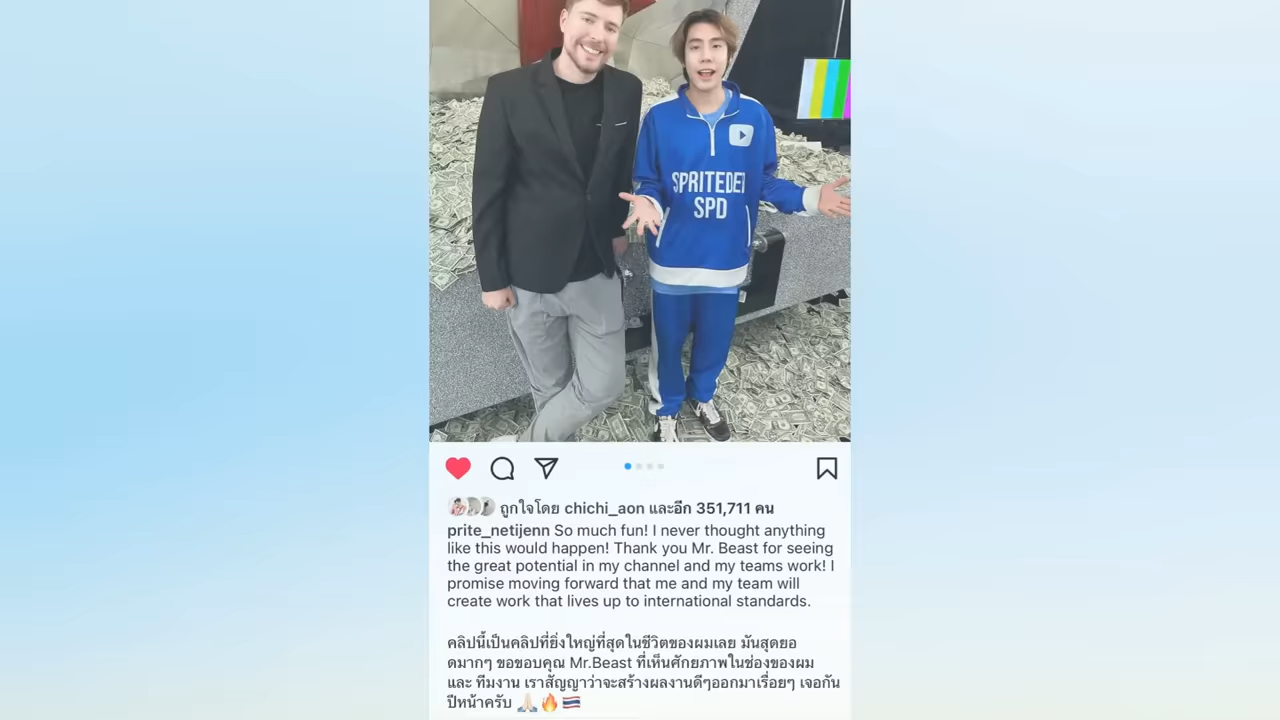 SPRITEDER
SPD
ถูกใจโดย chichi_aon และอีก 351,711 คน
prite_netijenn So much fun! I never thought anything
like this would happen! Thank you Mr. Beast for seeing
the great potential in my channel and my teams work! I
promise moving forward that me and my team will
create work that lives up to international standards.
คลิปนี้เป็นคลิปที่ยิ่งใหญ่ที่สุดในชีวิตของผมเลย มันสุดยอ
ดมากๆ ขอขอบคุณ Mr.Beast ที่เห็นศักยภาพในช่องของผม
และ ทีมงาน เราสัญญาว่าจะสร้างผลงานดีๆออกมาเรื่อยๆ เจอกัน
ปีหน้าครับ 🙏🏻🔥🇹🇭